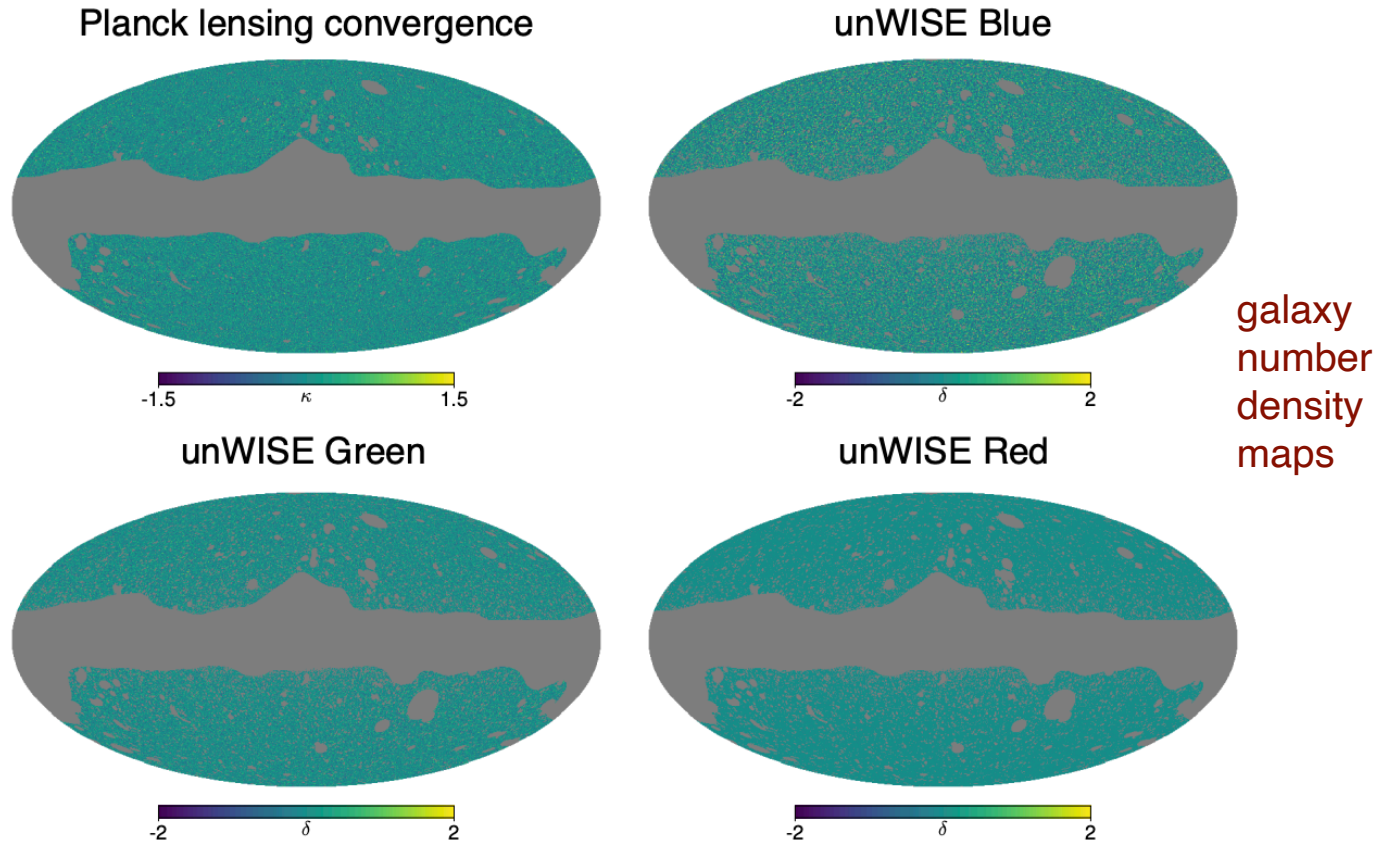 Planck lensing convergence
unWISE Blue
-1.5
κ
1.5
-2
δ
2
galaxy
number
density
maps
unWISE Green
unWISE Red
-2
δ
2
-2
δ
2